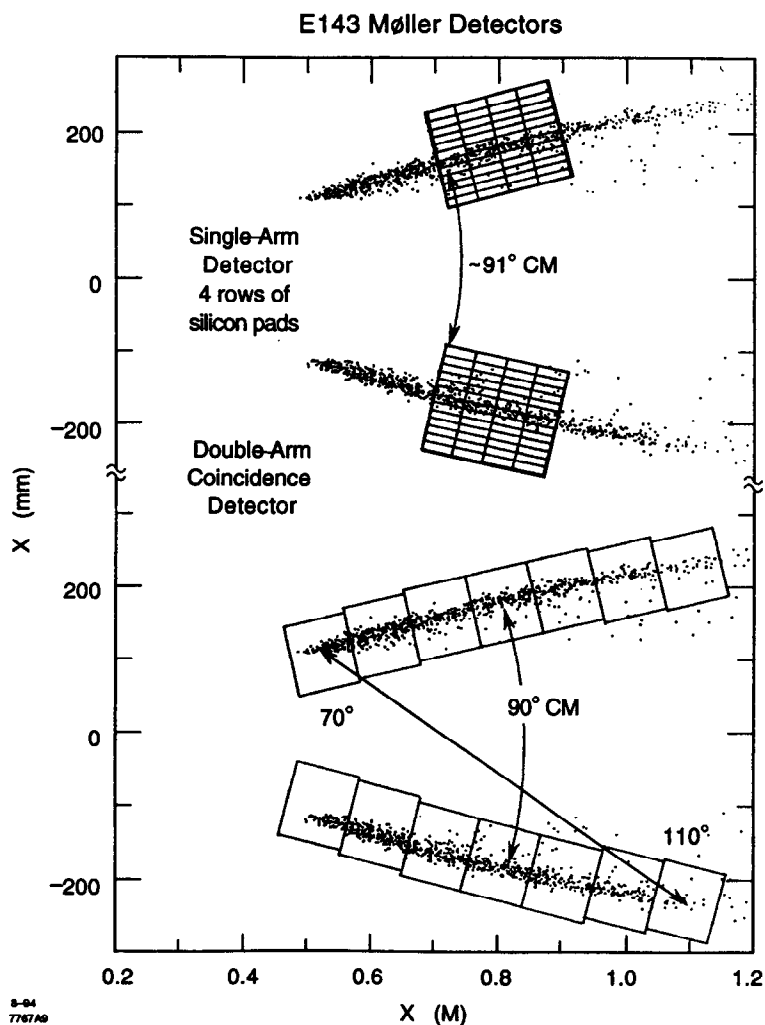 E143 Møller Detectors
200
0
−200
Single-Arm
Detector
4 rows of
silicon pads
~91° CM
Double-Arm
Coincidence
Detector
X (mm)
200
0
−200
70°
90° CM
110°
0.2
0.4
0.6
0.8
1.0
1.2
X (M)
8-94
7767A9